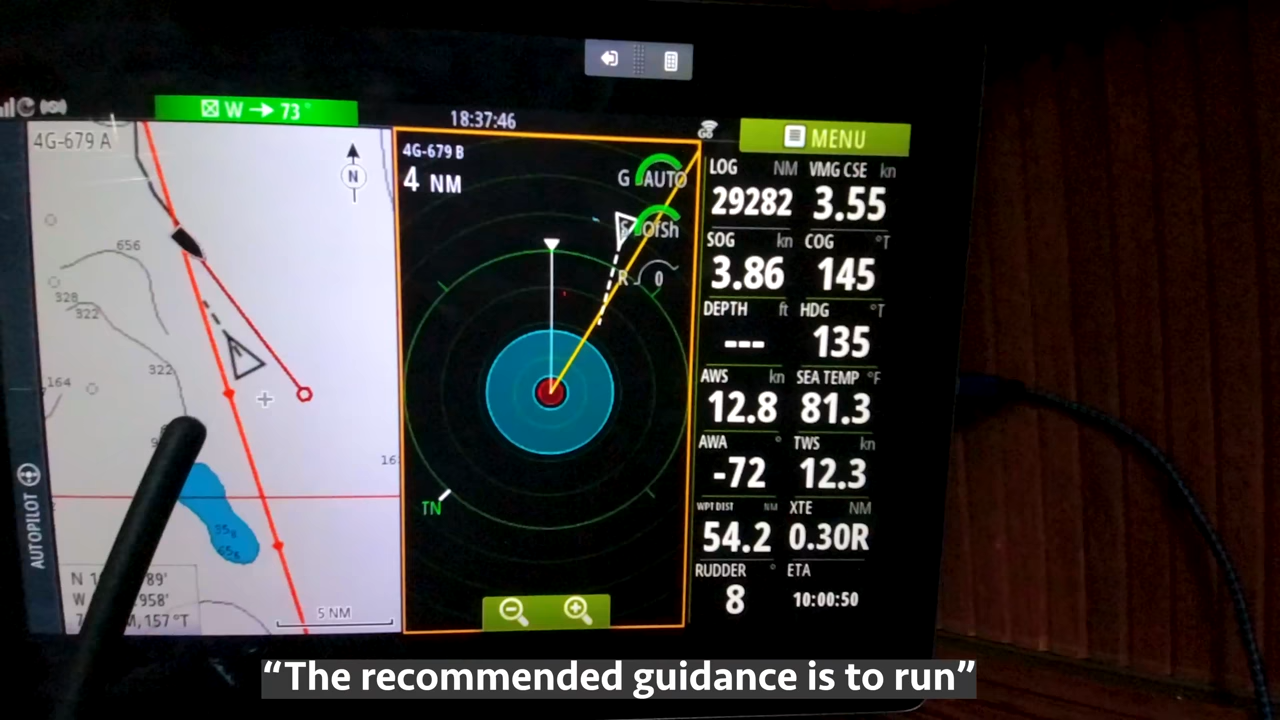 W → 73°
18:37:46
MENU
4G-679 A
N
656
328
322
322
164
5 NM
AUTOPILOT
4G-679 B
4 NM
G AUTO
Ofsh
R 0
TN
LOG NM
29282
VMG CSE kn
3.55
SOG kn
3.86
COG °T
145
DEPTH ft
---
HDG °T
135
AWS kn
12.8
SEA TEMP °F
81.3
AWA °
-72
TWS kn
12.3
WPT DIST NM
54.2
XTE NM
0.30R
RUDDER °
8
ETA
10:00:50
“The recommended guidance is to run”